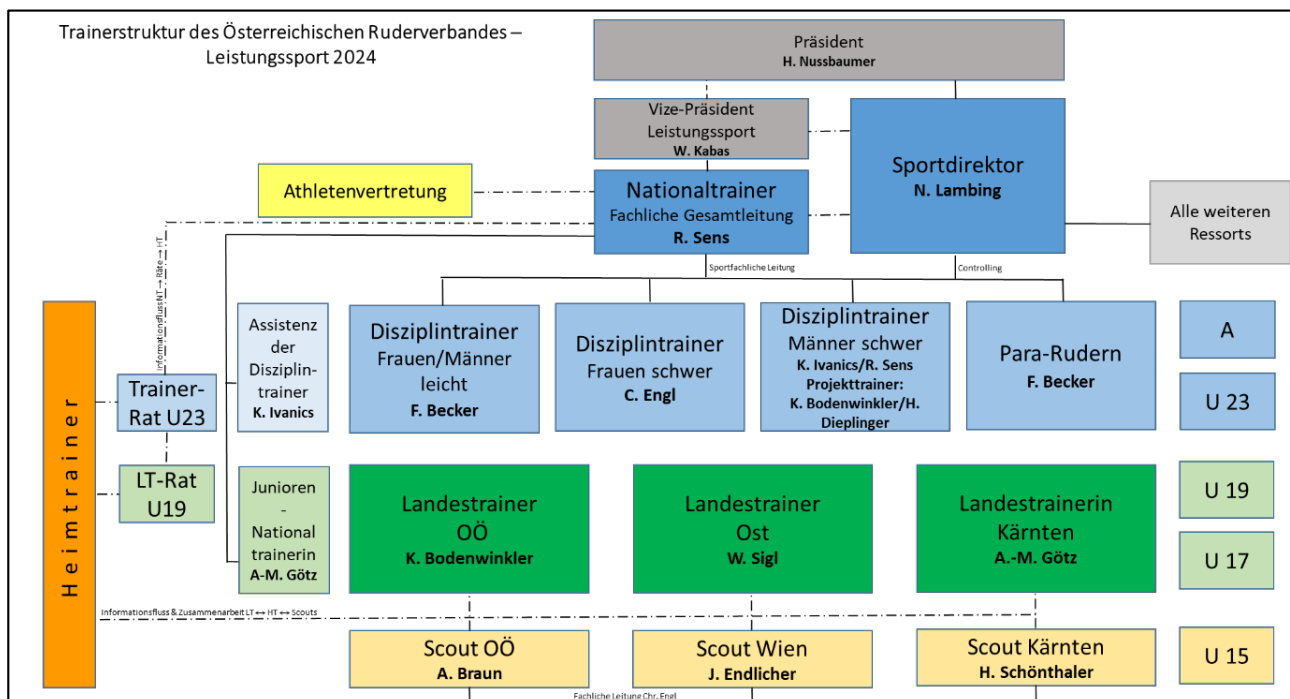 Trainerstruktur des Österreichischen Ruderverbandes –
Leistungssport 2024
Präsident
H. Nussbaumer
Vize-Präsident
Leistungssport
W. Kabas
Sportdirektor
N. Lambing
Athletenvertretung
Nationaltrainer
Fachliche Gesamtleitung
R. Sens
Alle weiteren
Ressorts
Sportfachliche Leitung
Controlling
Informationsfluss NT → Räte → HT
Heimtrainer
Trainer-
Rat U23
LT-Rat
U19
Assistenz
der
Disziplin-
trainer
K. Ivanics
Disziplintrainer
Frauen/Männer
leicht
F. Becker
Disziplintrainer
Frauen schwer
C. Engl
Disziplintrainer
Männer schwer
K. Ivanics/R. Sens
Projekttrainer:
K. Bodenwinkler/H.
Dieplinger
Para-Rudern
F. Becker
A
U 23
Junioren
-
National
trainerin
A-M. Götz
Landestrainer
OÖ
K. Bodenwinkler
Landestrainer
Ost
W. Sigl
Landestrainerin
Kärnten
A.-M. Götz
U 19
U 17
Informationsfluss & Zusammenarbeit LT ↔ HT ↔ Scouts
Scout OÖ
A. Braun
Scout Wien
J. Endlicher
Scout Kärnten
H. Schönthaler
U 15
Fachliche Leitung Chr. Engl